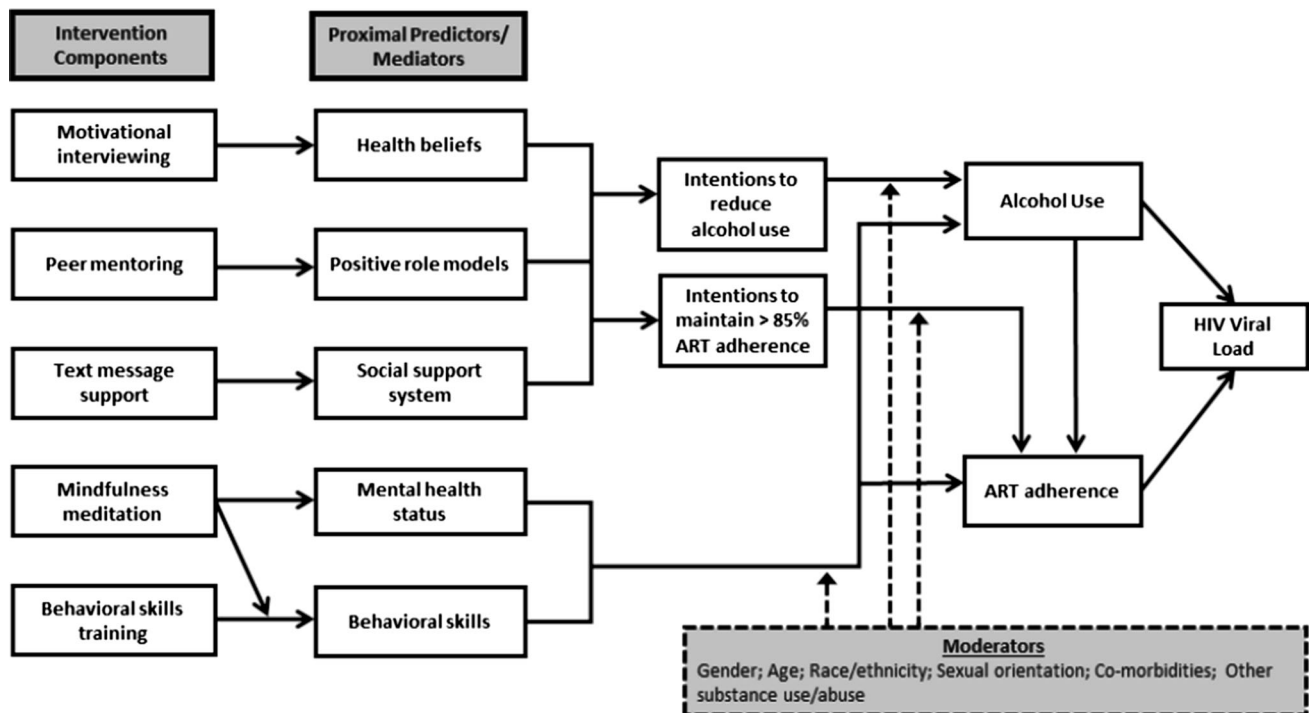 Intervention
Components
Proximal Predictors/
Mediators
Motivational
interviewing
Health beliefs
Peer mentoring
Positive role models
Text message
support
Social support
system
Mindfulness
meditation
Mental health
status
Behavioral skills
training
Behavioral skills
Intentions to
reduce
alcohol use
Intentions to
maintain > 85%
ART adherence
Alcohol Use
ART adherence
HIV Viral
Load
Moderators
Gender; Age; Race/ethnicity; Sexual orientation; Co-morbidities; Other
substance use/abuse